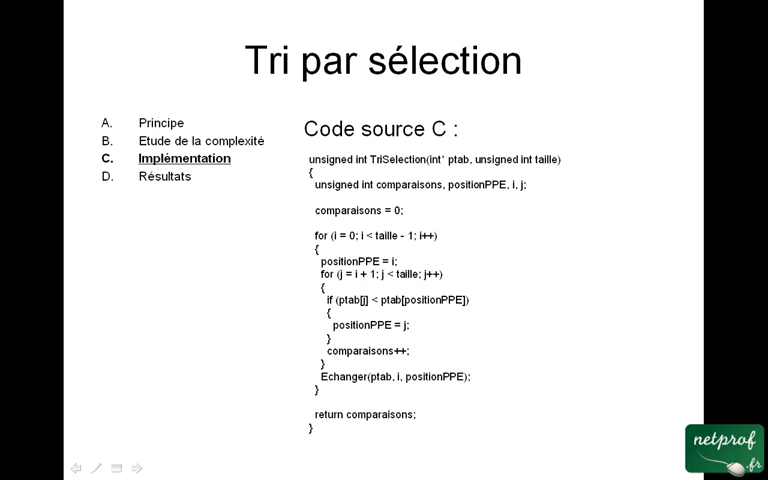 Tri par sélection
A. Principe
B. Etude de la complexité
C. Implémentation
D. Résultats
Code source C :
unsigned int TriSelection(int* ptab, unsigned int taille)
{
unsigned int comparaisons, positionPPE, i, j;
comparaisons = 0;
for (i = 0; i < taille - 1; i++)
{
positionPPE = i;
for (j = i + 1; j < taille; j++)
{
if (ptab[j] < ptab[positionPPE])
{
positionPPE = j;
}
comparaisons++;
}
Echanger(ptab, i, positionPPE);
}
return comparaisons;
}
netprof
.fr